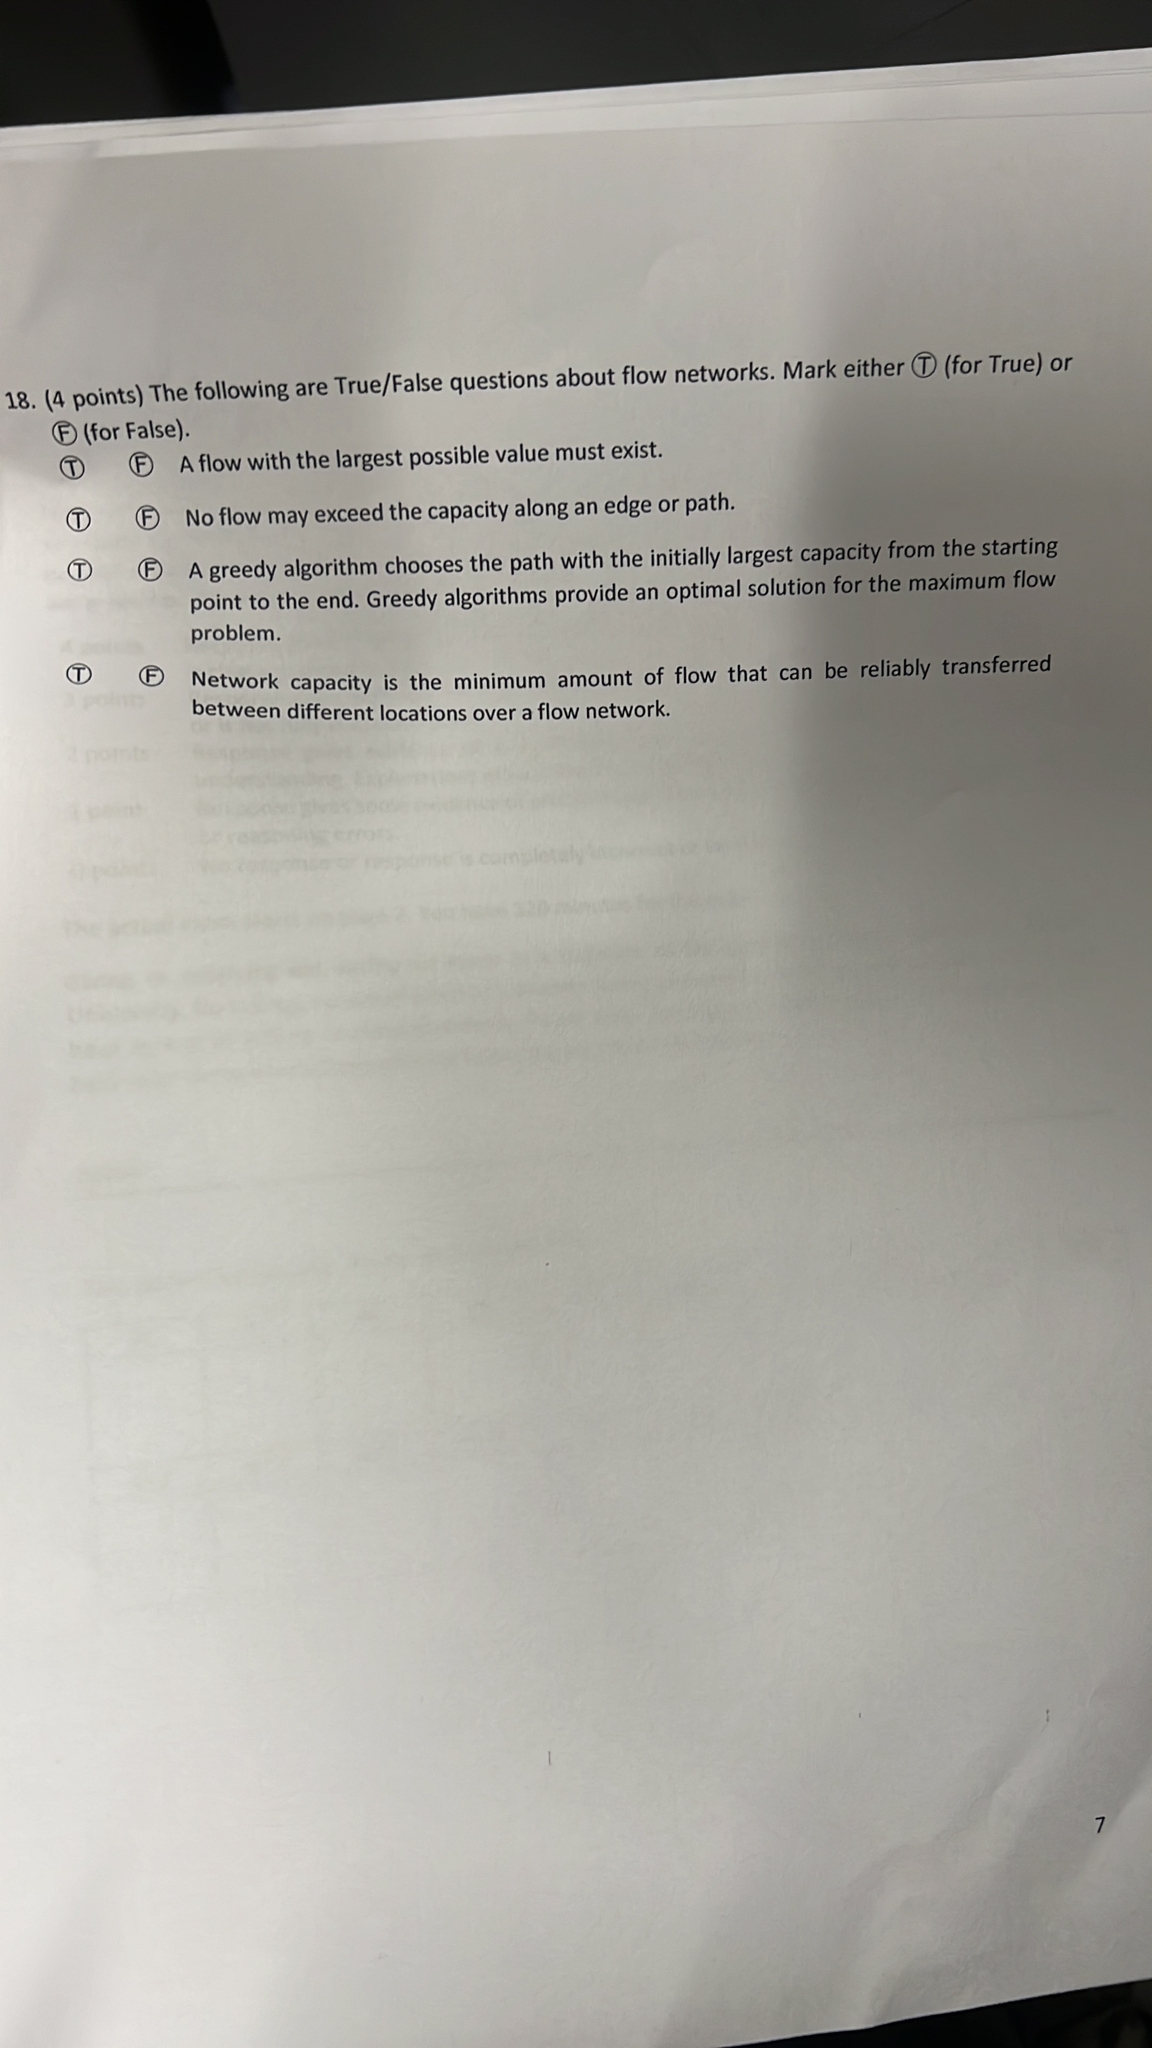 18. (4 points) The following are True/False questions about flow networks. Mark either Ⓣ (for True) or
Ⓕ (for False).
Ⓣ Ⓕ A flow with the largest possible value must exist.
Ⓣ Ⓕ No flow may exceed the capacity along an edge or path.
Ⓣ Ⓕ A greedy algorithm chooses the path with the initially largest capacity from the starting
point to the end. Greedy algorithms provide an optimal solution for the maximum flow
problem.
Ⓣ Ⓕ Network capacity is the minimum amount of flow that can be reliably transferred
between different locations over a flow network.
7